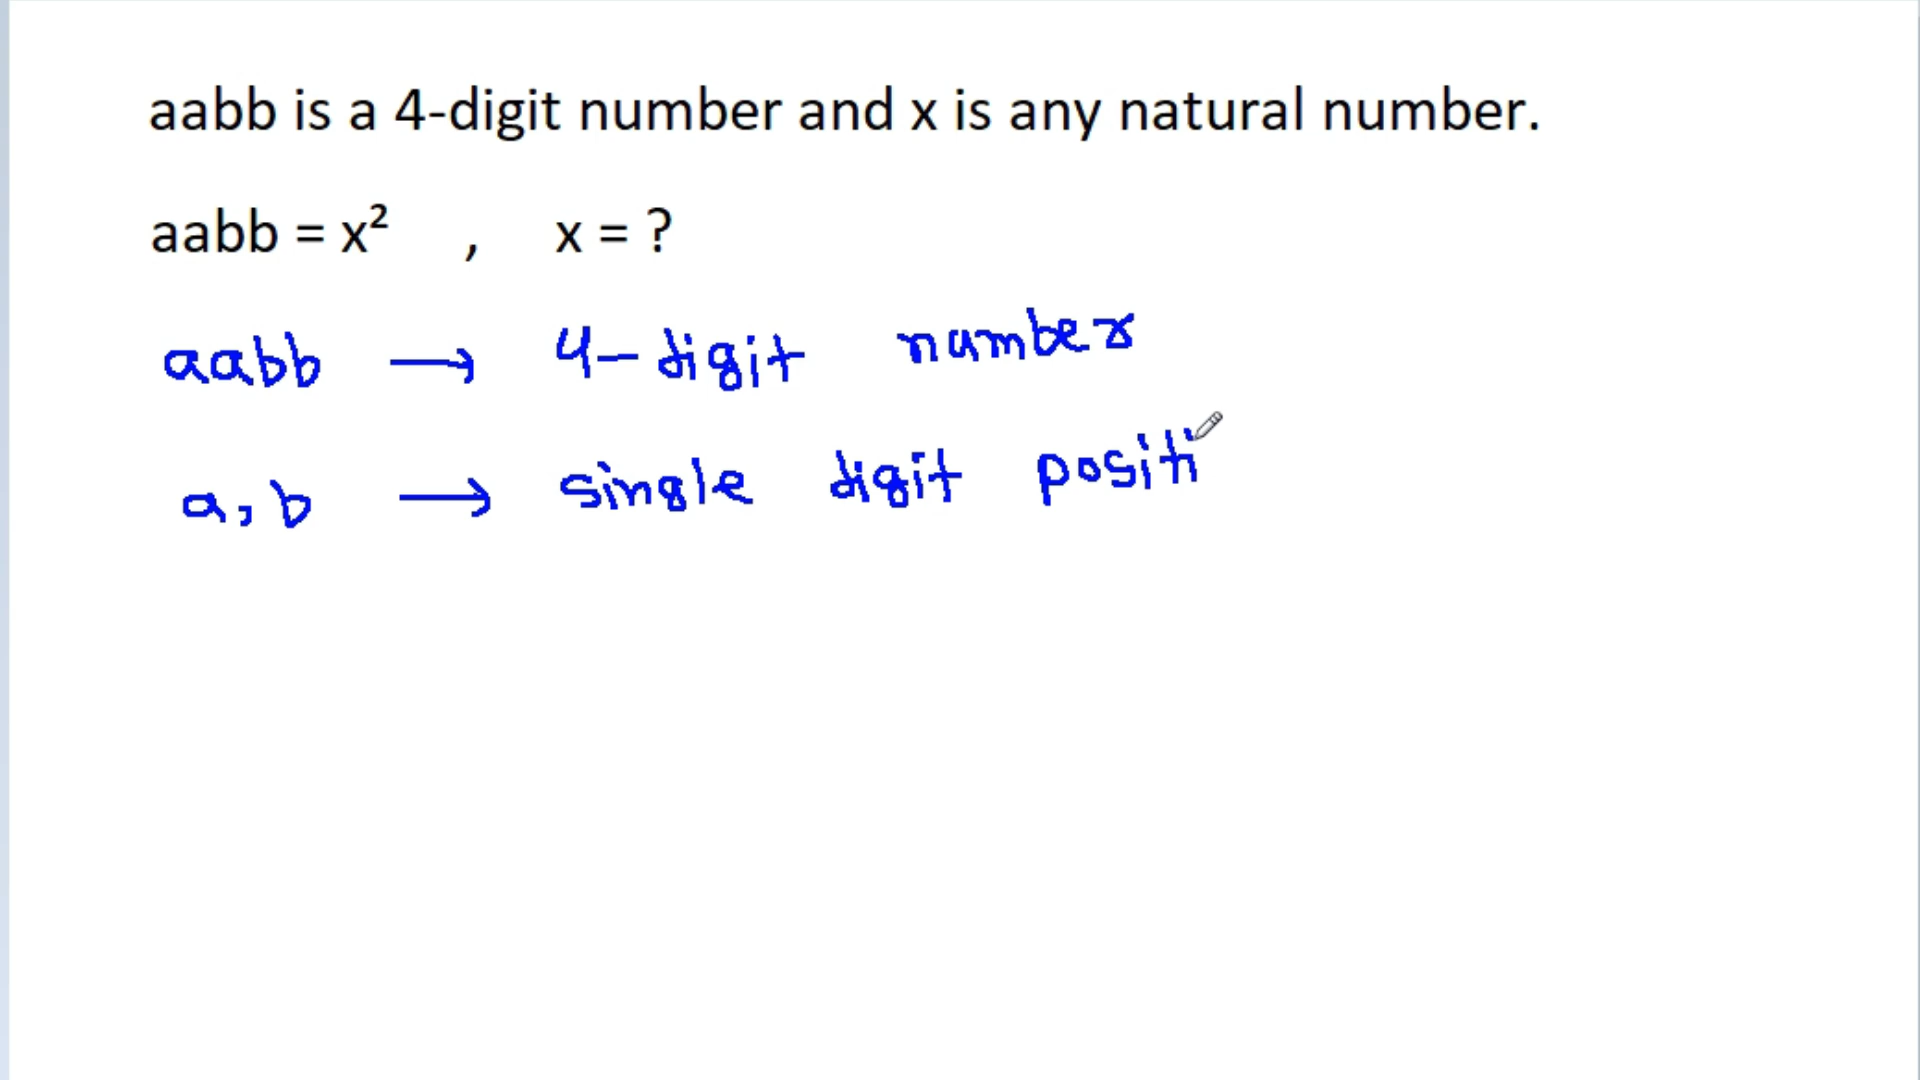 aabb is a 4-digit number and x is any natural number.
aabb = x² , x = ?
aabb → 4-digit number
a, b → single digit positi